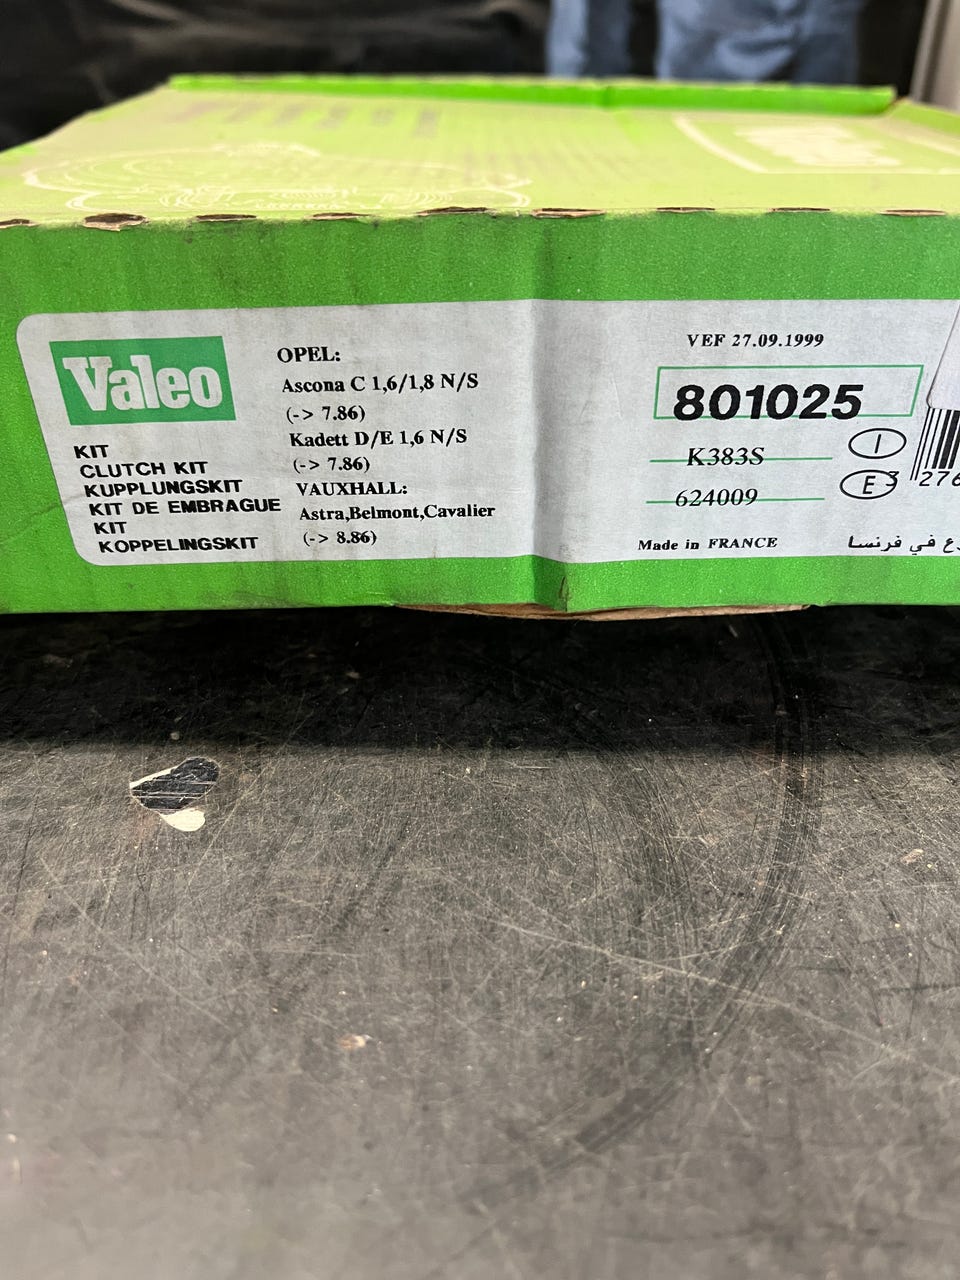 Valeo
KIT
CLUTCH KIT
KUPPLUNGSKIT
KIT DE EMBRAGUE
KIT
KOPPELINGSKIT
OPEL:
Ascona C 1,6/1,8 N/S
(-> 7.86)
Kadett D/E 1,6 N/S
(-> 7.86)
VAUXHALL:
Astra,Belmont,Cavalier
(-> 8.86)
VEF 27.09.1999
801025
K383S
624009
I
E
3 276
Made in FRANCE
في فرنسا